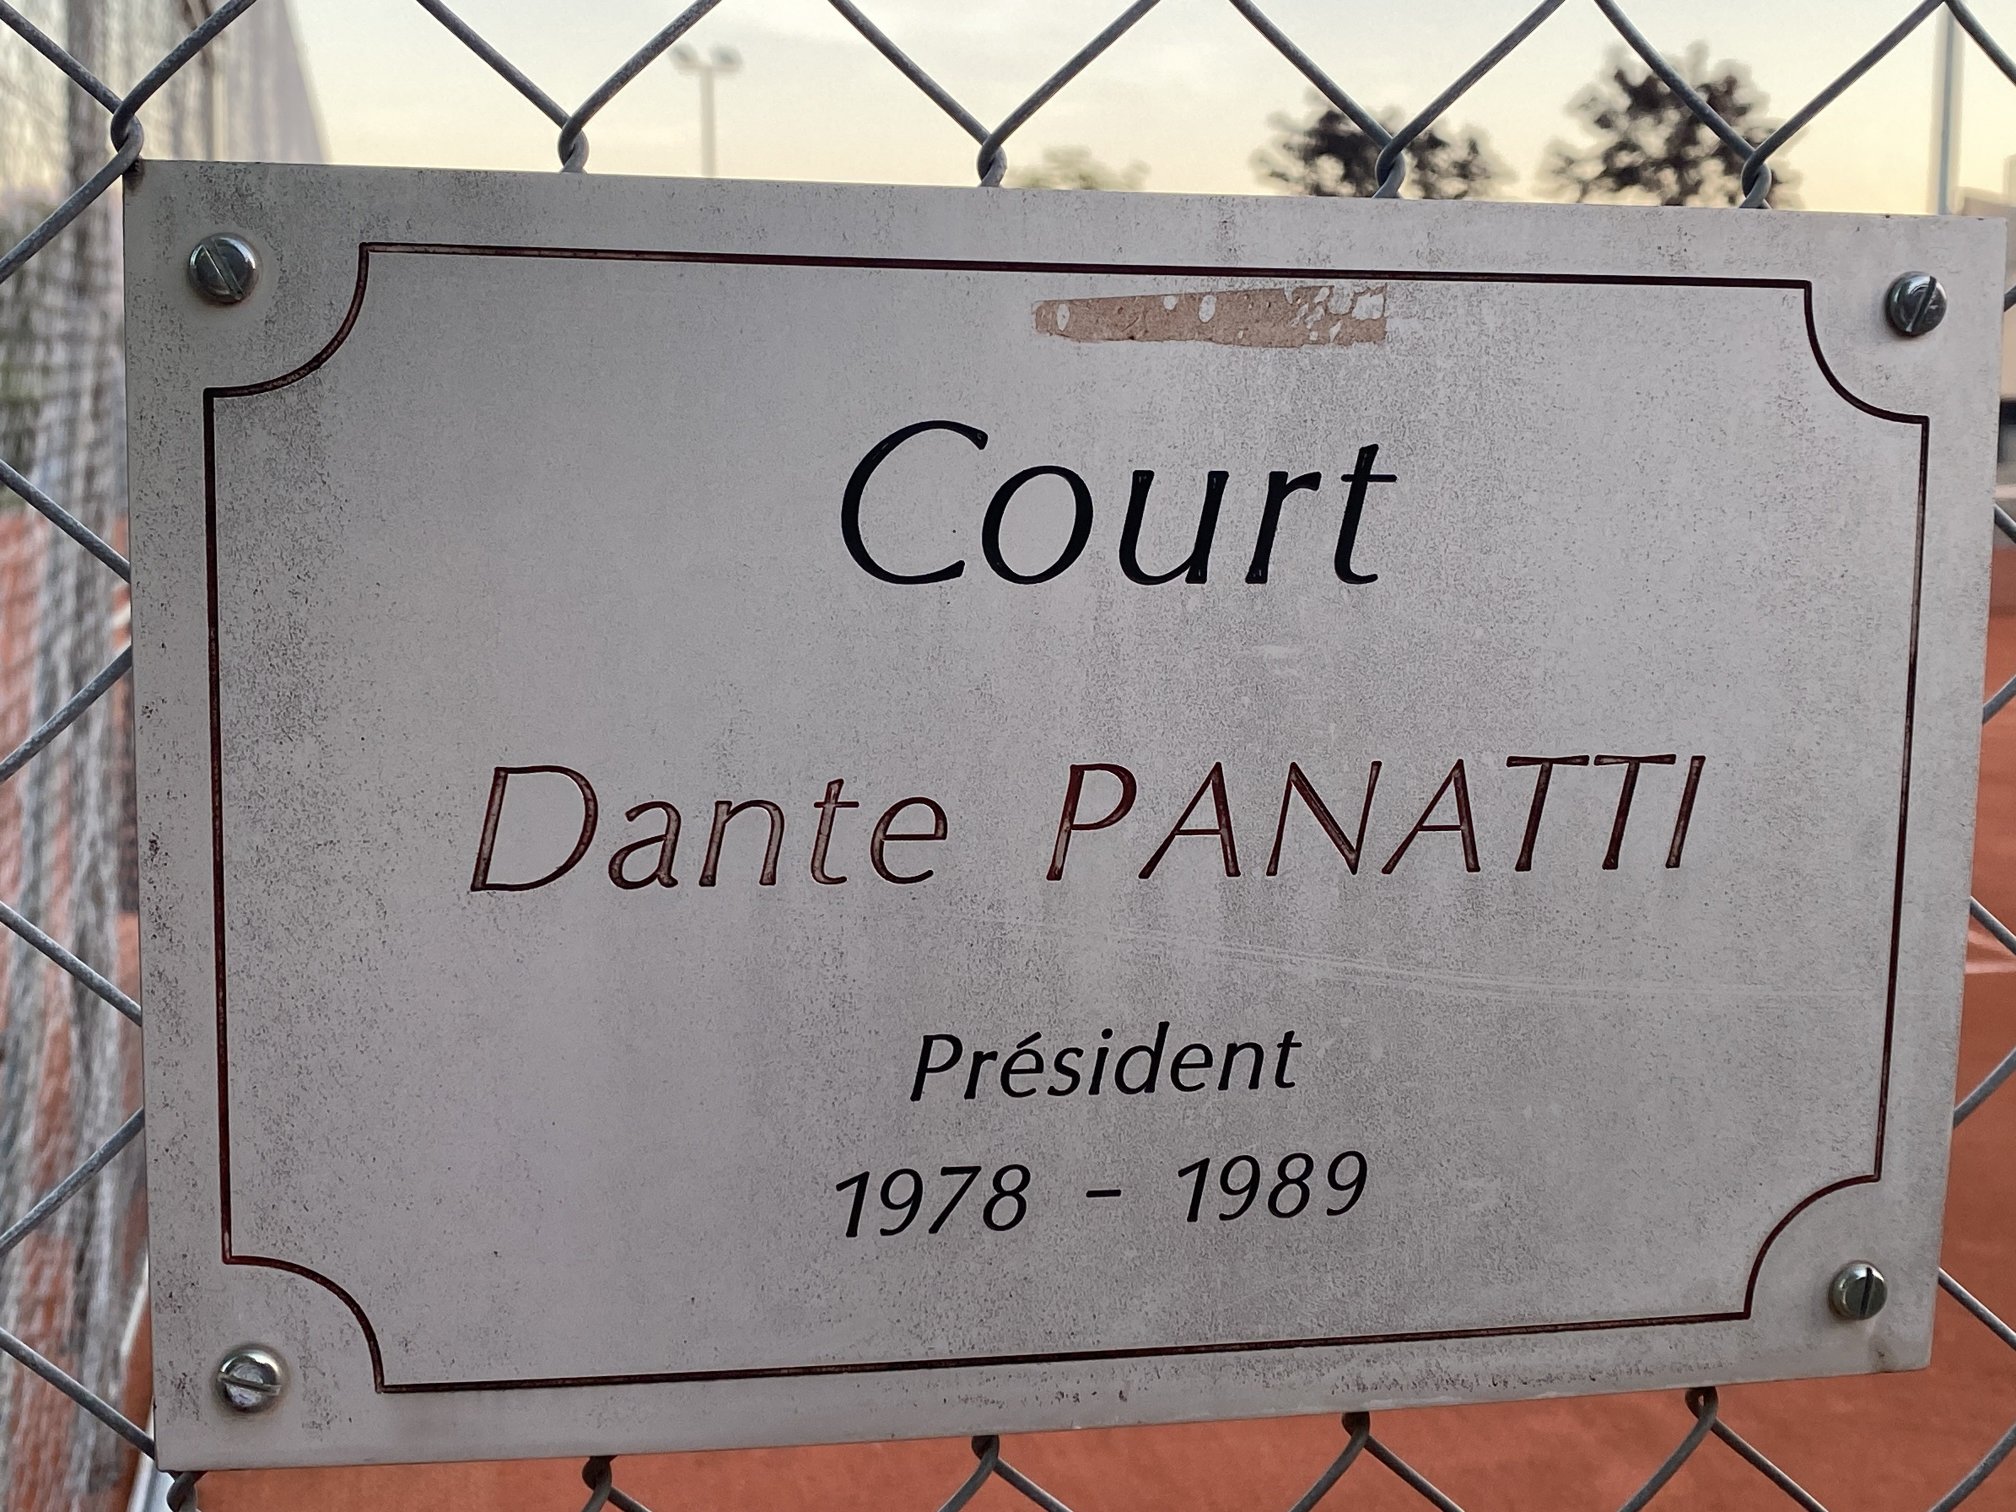 Court
Dante PANATTI
Président
1978 - 1989